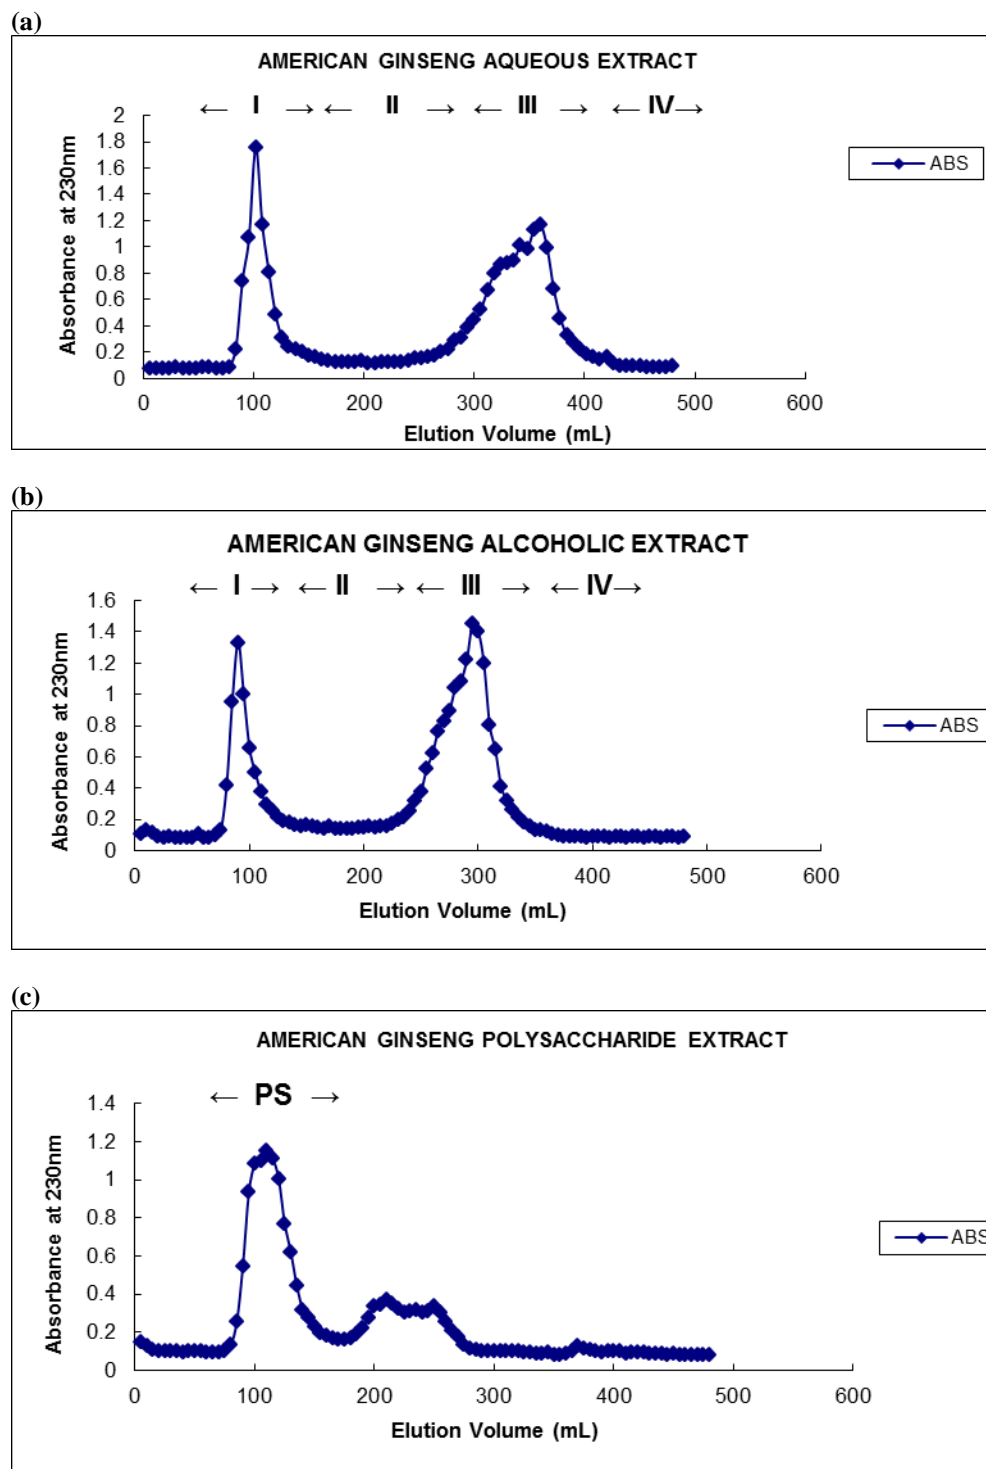 (a)
AMERICAN GINSENG AQUEOUS EXTRACT
← I → ← II → ← III → ← IV →
2
1.8
1.6
1.4
1.2
1
0.8
0.6
0.4
0.2
0
Absorbance at 230nm
ABS
0 100 200 300 400 500 600
Elution Volume (mL)
(b)
AMERICAN GINSENG ALCOHOLIC EXTRACT
← I → ← II → ← III → ← IV →
1.6
1.4
1.2
1
0.8
0.6
0.4
0.2
0
Absorbance at 230nm
ABS
0 100 200 300 400 500 600
Elution Volume (mL)
(c)
AMERICAN GINSENG POLYSACCHARIDE EXTRACT
← PS →
1.4
1.2
1
0.8
0.6
0.4
0.2
0
Absorbance at 230nm
ABS
0 100 200 300 400 500 600
Elution Volume (mL)